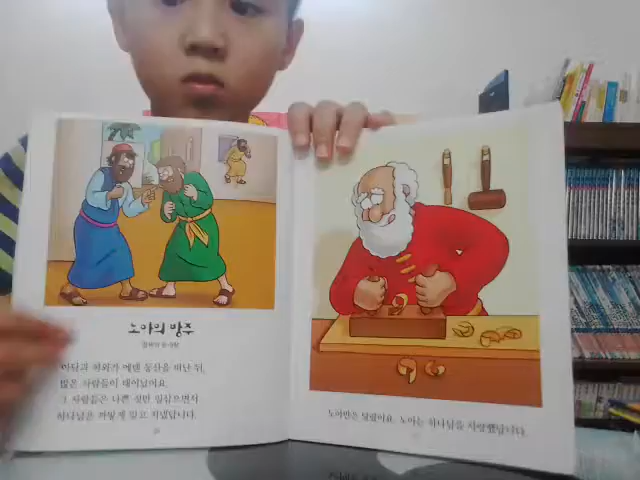 노아의 방주
아담과 하와가 에덴 동산을 떠난 뒤,
많은 사람들이 태어났어요.
그 사람들은 나쁜 짓만 일삼으면서
하나님은 까맣게 잊고 지냈답니다.
노아만은 달랐어요. 노아는 하나님을 사랑했답니다.